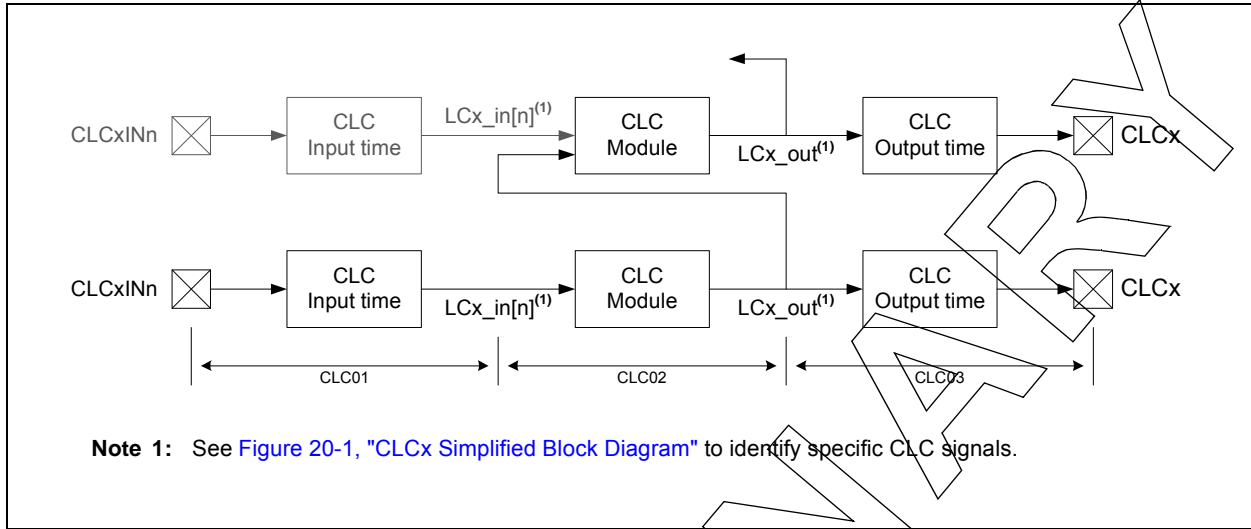 CLCxINn
CLC
Input time
LCx_in[n](1)
CLC
Module
LCx_out(1)
CLC
Output time
CLCx
CLCxINn
CLC
Input time
LCx_in[n](1)
CLC
Module
LCx_out(1)
CLC
Output time
CLCx
CLC01
CLC02
CLC03
Note 1: See Figure 20-1, "CLCx Simplified Block Diagram" to identify specific CLC signals.
ARY